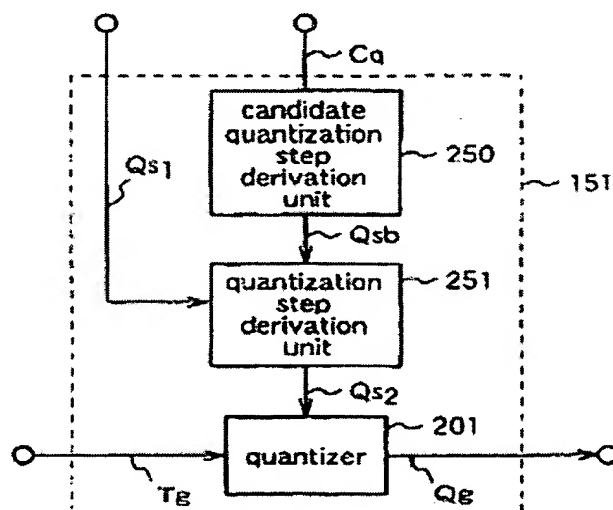 Cq
candidate
quantization
step
derivation
unit
250
151
Qs1
Qsb
quantization
step
derivation
unit
251
Qs2
201
quantizer
Tg
Qg